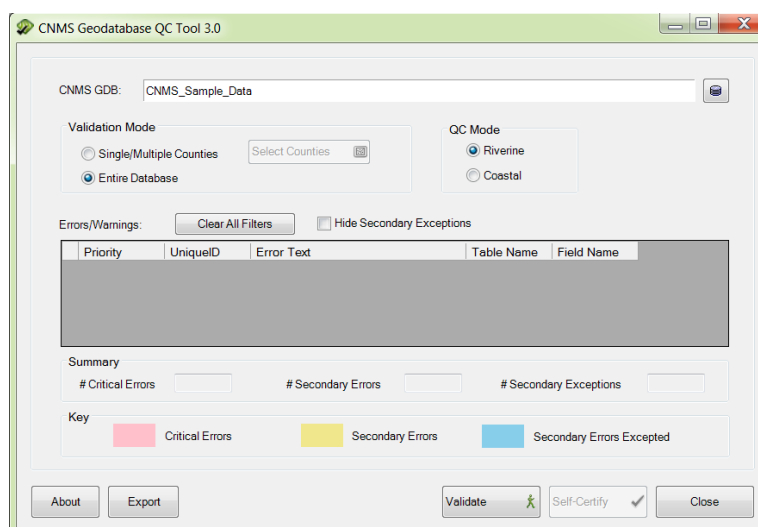 CNMS Geodatabase QC Tool 3.0
CNMS GDB: CNMS_Sample_Data
Validation Mode QC Mode
Single/Multiple Counties Select Counties Riverine
Entire Database Coastal
Errors/Warnings: Clear All Filters Hide Secondary Exceptions
Priority UniqueID Error Text Table Name Field Name
Summary
# Critical Errors # Secondary Errors # Secondary Exceptions
Key
Critical Errors Secondary Errors Secondary Errors Excepted
About Export Validate Self-Certify Close